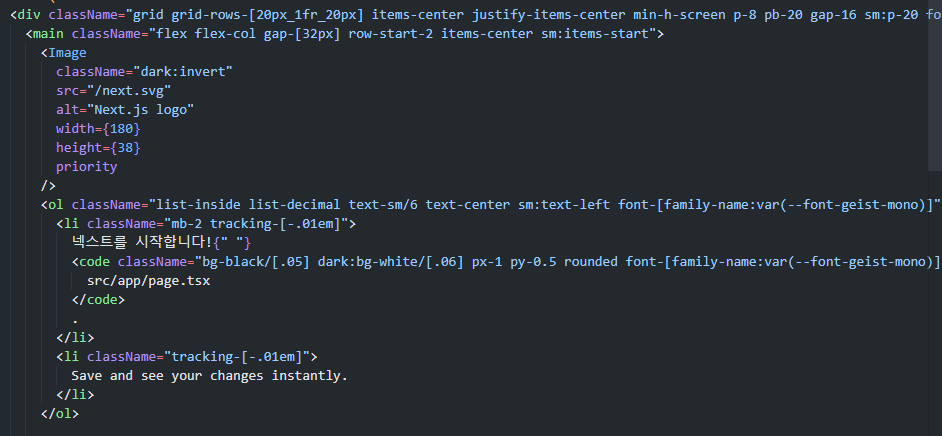 <div className="grid grid-rows-[20px_1fr_20px] items-center justify-items-center min-h-screen p-8 pb-20 gap-16 sm:p-20 fo
<main className="flex flex-col gap-[32px] row-start-2 items-center sm:items-start">
<Image
className="dark:invert"
src="/next.svg"
alt="Next.js logo"
width={180}
height={38}
priority
/>
<ol className="list-inside list-decimal text-sm/6 text-center sm:text-left font-[family-name:var(--font-geist-mono)]"
<li className="mb-2 tracking-[-.01em]">
넥스트를 시작합니다!{" "}
<code className="bg-black/[.05] dark:bg-white/[.06] px-1 py-0.5 rounded font-[family-name:var(--font-geist-mono)]
src/app/page.tsx
</code>
.
</li>
<li className="tracking-[-.01em]">
Save and see your changes instantly.
</li>
</ol>